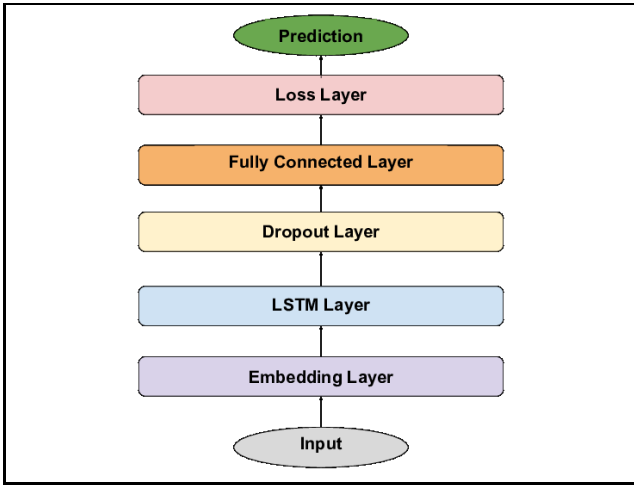 Prediction
Loss Layer
Fully Connected Layer
Dropout Layer
LSTM Layer
Embedding Layer
Input